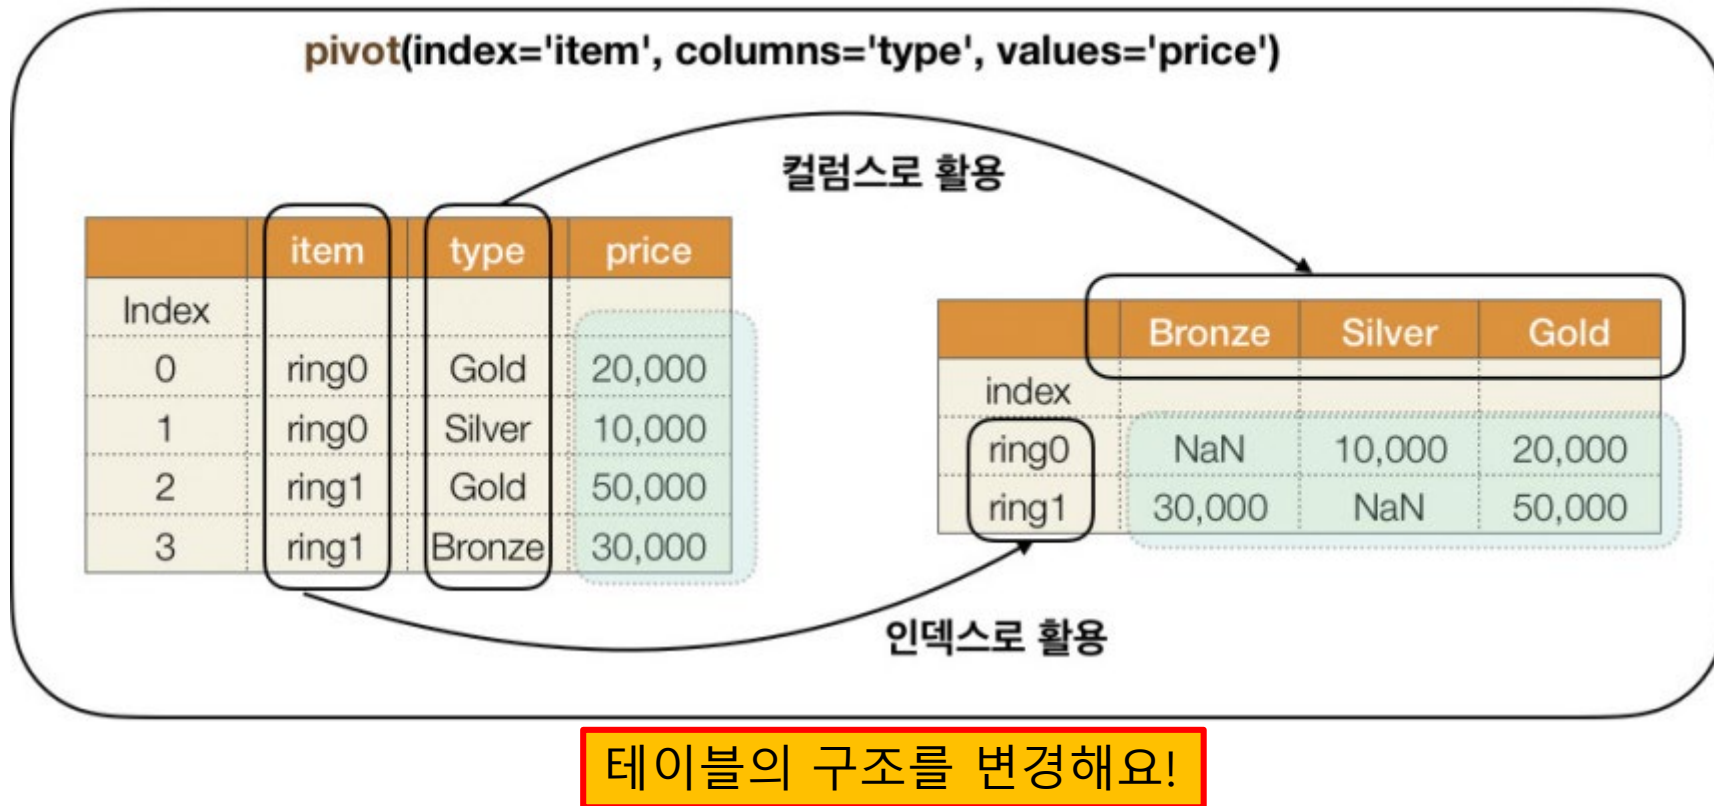 pivot(index='item', columns='type', values='price')
컬럼스로 활용
item type price
Index
0 ring0 Gold 20,000
1 ring0 Silver 10,000
2 ring1 Gold 50,000
3 ring1 Bronze 30,000
Bronze Silver Gold
index
ring0 NaN 10,000 20,000
ring1 30,000 NaN 50,000
인덱스로 활용
테이블의 구조를 변경해요!